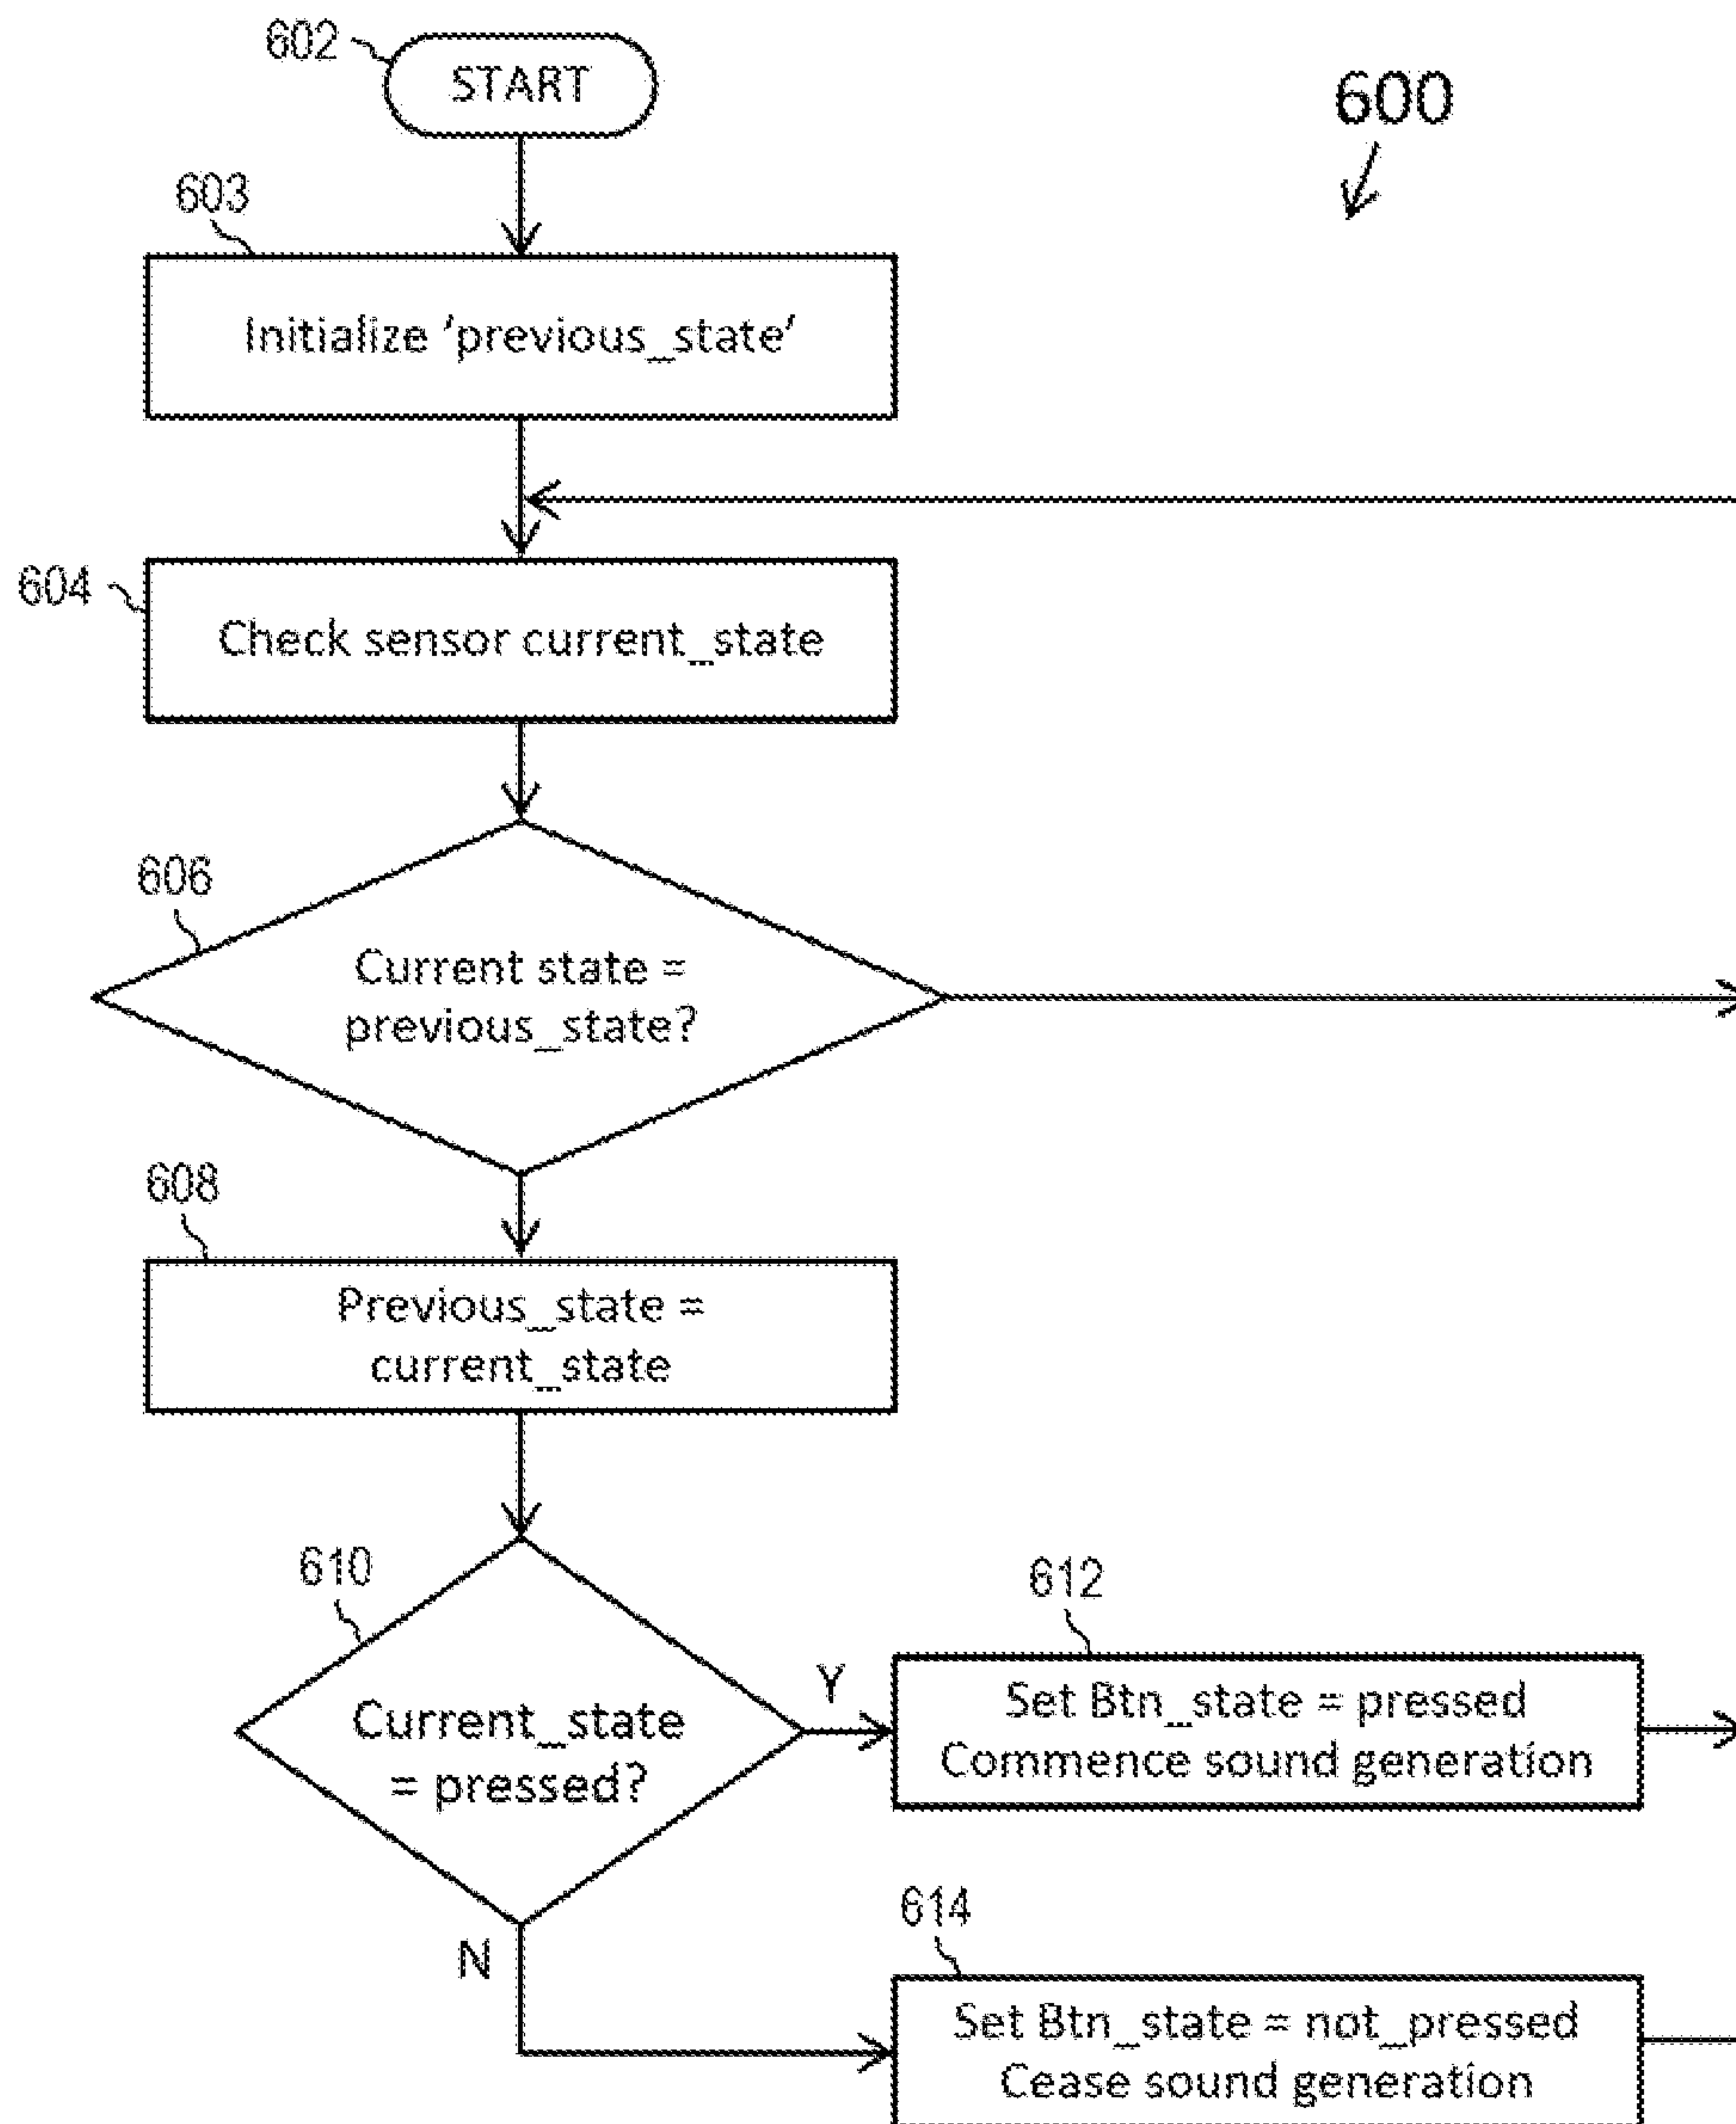 602
START
600
603
Initialize 'previous_state'
604
Check sensor current_state
606
Current state =
previous_state?
608
Previous_state =
current_state
610
Current_state
= pressed?
Y
N
612
Set Btn_state = pressed
Commence sound generation
614
Set Btn_state = not_pressed
Cease sound generation